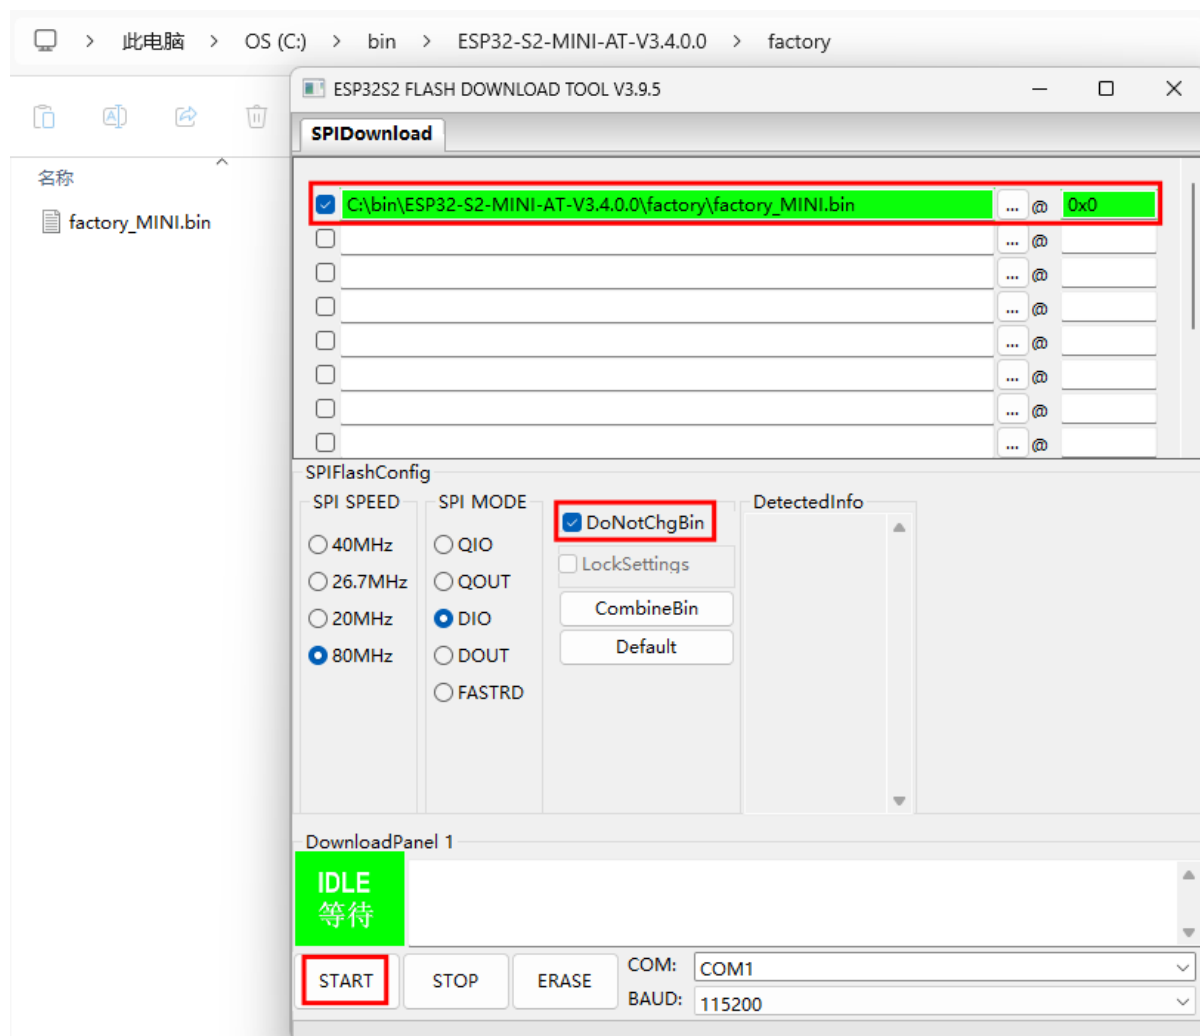 此电脑 > OS (C:) > bin > ESP32-S2-MINI-AT-V3.4.0.0 > factory
ESP32S2 FLASH DOWNLOAD TOOL V3.9.5
SPIDownload
名称
factory_MINI.bin
C:\bin\ESP32-S2-MINI-AT-V3.4.0.0\factory\factory_MINI.bin ... @ 0x0
... @
... @
... @
... @
... @
... @
... @
SPIFlashConfig
SPI SPEED
40MHz
26.7MHz
20MHz
80MHz
SPI MODE
QIO
QOUT
DIO
DOUT
FASTRD
DoNotChgBin
LockSettings
CombineBin
Default
DetectedInfo
DownloadPanel 1
IDLE
等待
START STOP ERASE
COM: COM1
BAUD: 115200